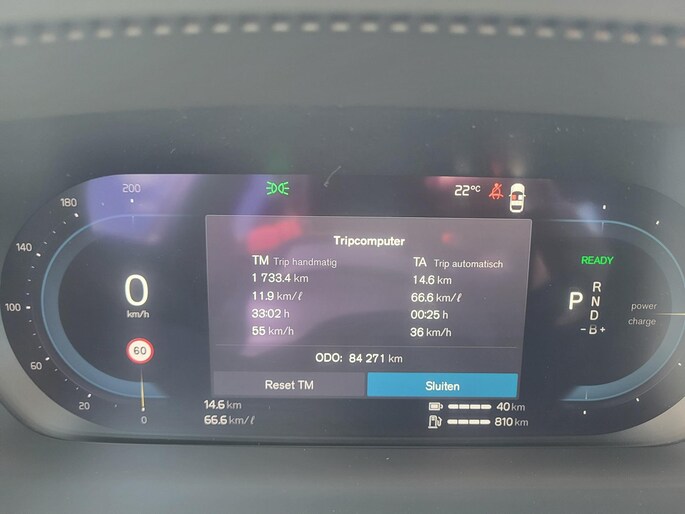 200
22°C
180
140
100
60
20
0
0
km/h
60
Tripcomputer
TM Trip handmatig
1 733.4 km
11.9 km/ℓ
33:02 h
55 km/h
TA Trip automatisch
14.6 km
66.6 km/ℓ
00:25 h
36 km/h
ODO: 84 271 km
Reset TM
Sluiten
READY
P
R
N
D
-B+
power
charge
14.6 km
66.6 km/ℓ
40 km
810 km